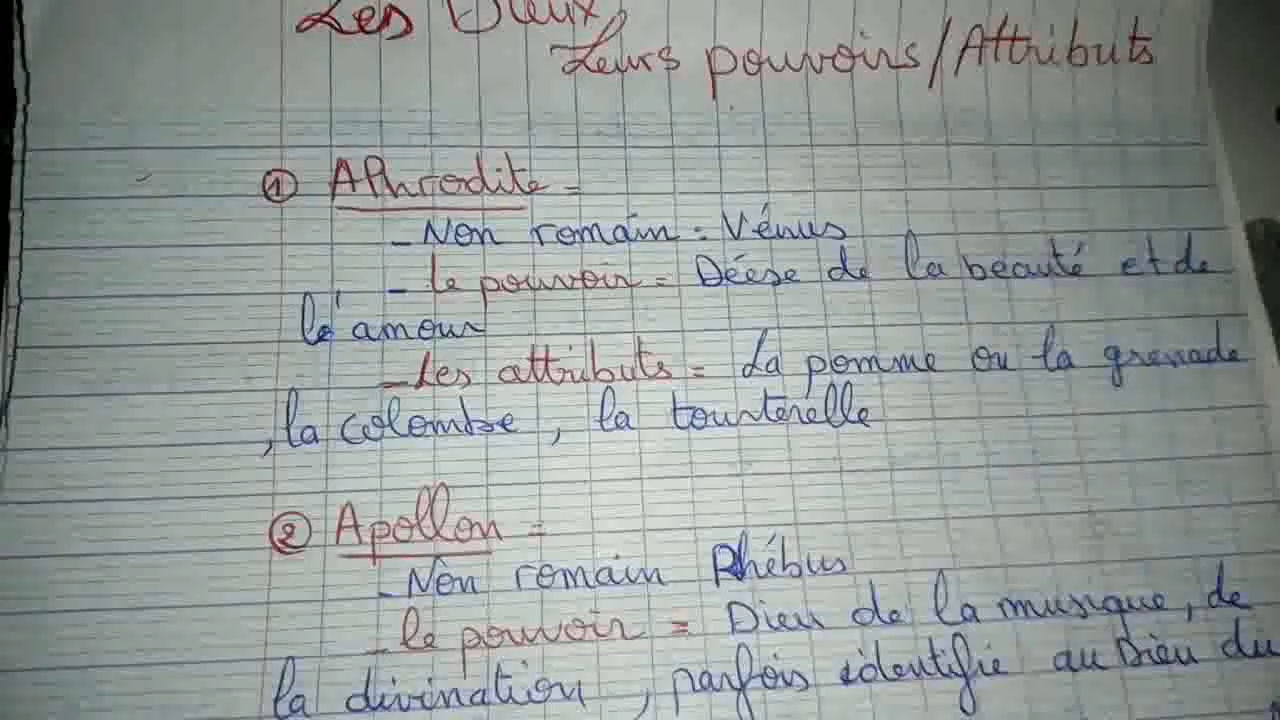 Les Dieux,
Leurs pouvoirs/Attributs
① APhrodite =
- Non romain = Vénus
- le pouvoir = Déese de la beauté et de
le' amour
- Les attributs = La pomme ou la grenade
, la colombe, la tourterelle
② Apollon =
- Non romain Phébus
- le pouvoir = Dieu de la musique, de
la divination, parfois identifie au Dieu du